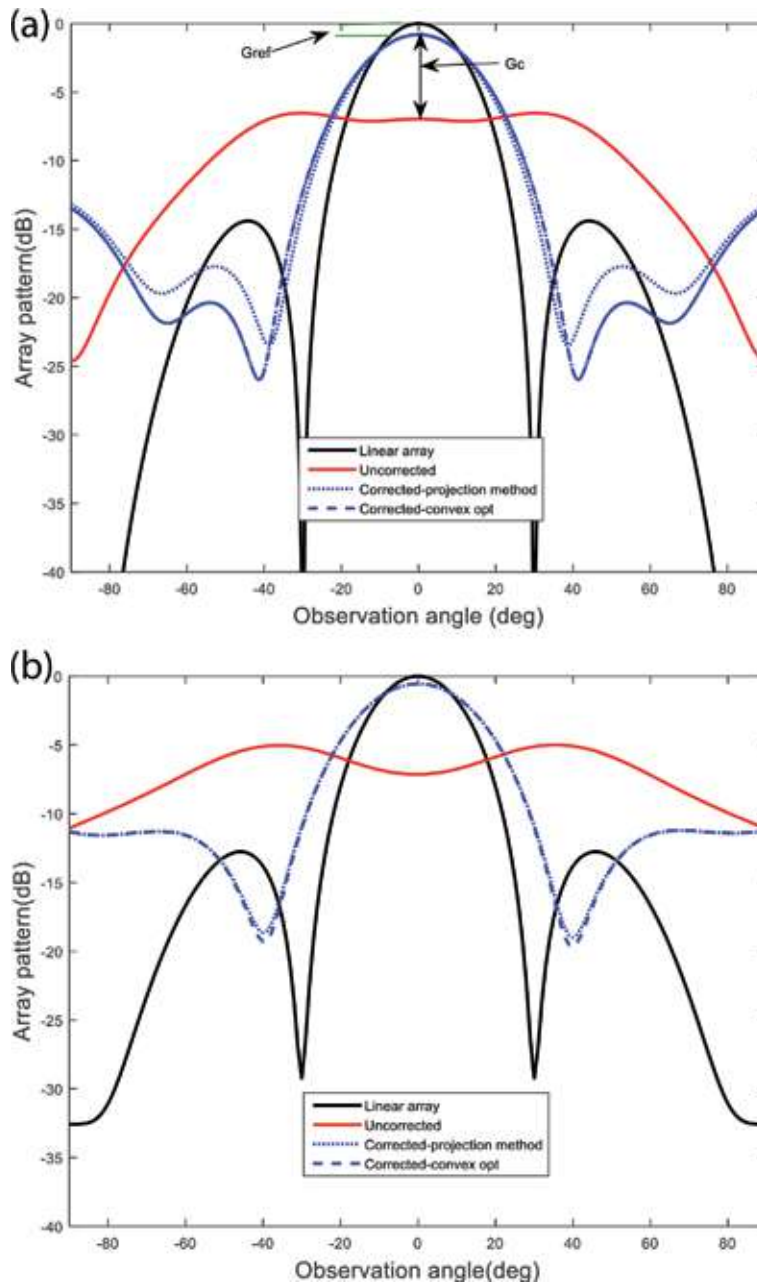 (a)
0
-5
-10
-15
-20
-25
-30
-35
-40
Array pattern(dB)
Gref
Gc
Linear array
Uncorrected
Corrected-projection method
Corrected-convex opt
-80 -60 -40 -20 0 20 40 60 80
Observation angle (deg)
(b)
0
-5
-10
-15
-20
-25
-30
-35
-40
Array pattern(dB)
Linear array
Uncorrected
Corrected-projection method
Corrected-convex opt
-80 -60 -40 -20 0 20 40 60 80
Observation angle(deg)